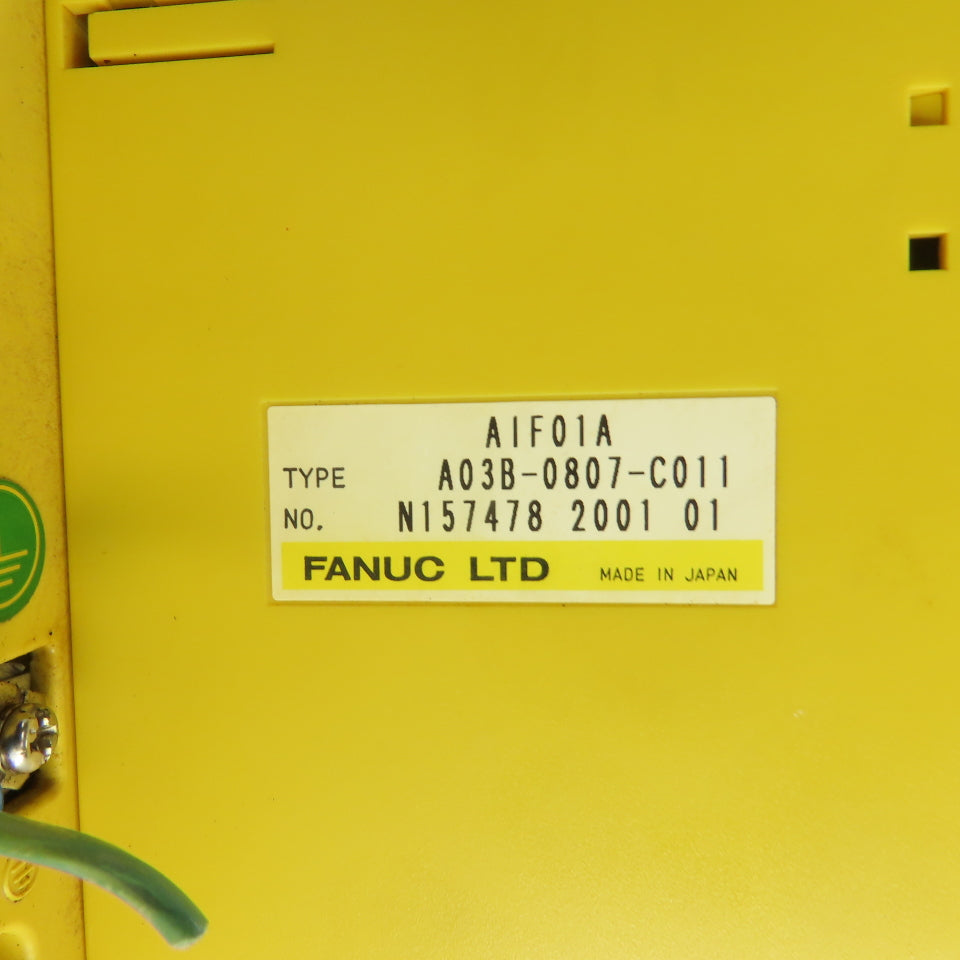 AIF01A
TYPE A03B-0807-C011
NO. N157478 2001 01
FANUC LTD MADE IN JAPAN